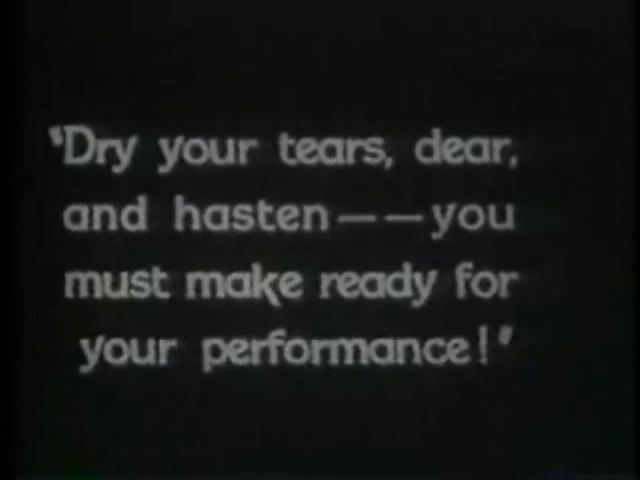 "Dry your tears, dear,
and hasten——you
must make ready for
your performance!"